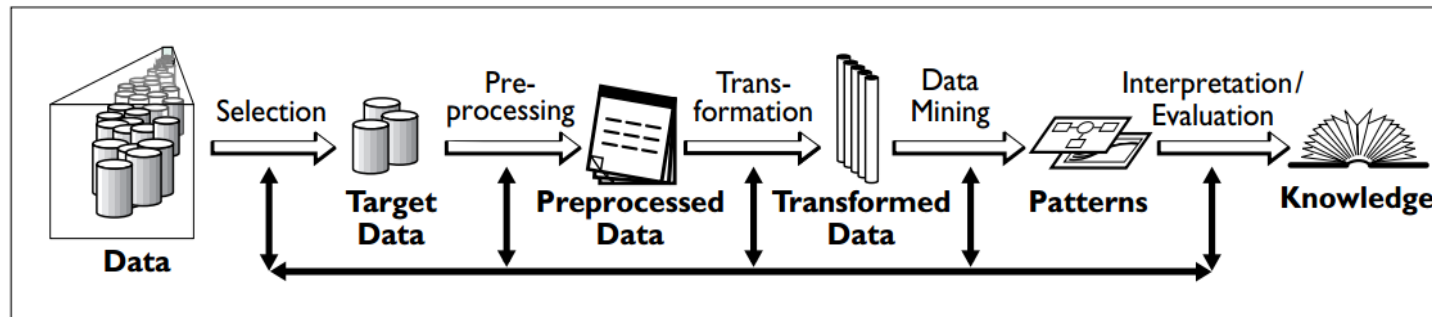 Selection
Pre-
processing
Trans-
formation
Data
Mining
Interpretation/
Evaluation
Data
Target
Data
Preprocessed
Data
Transformed
Data
Patterns
Knowledge